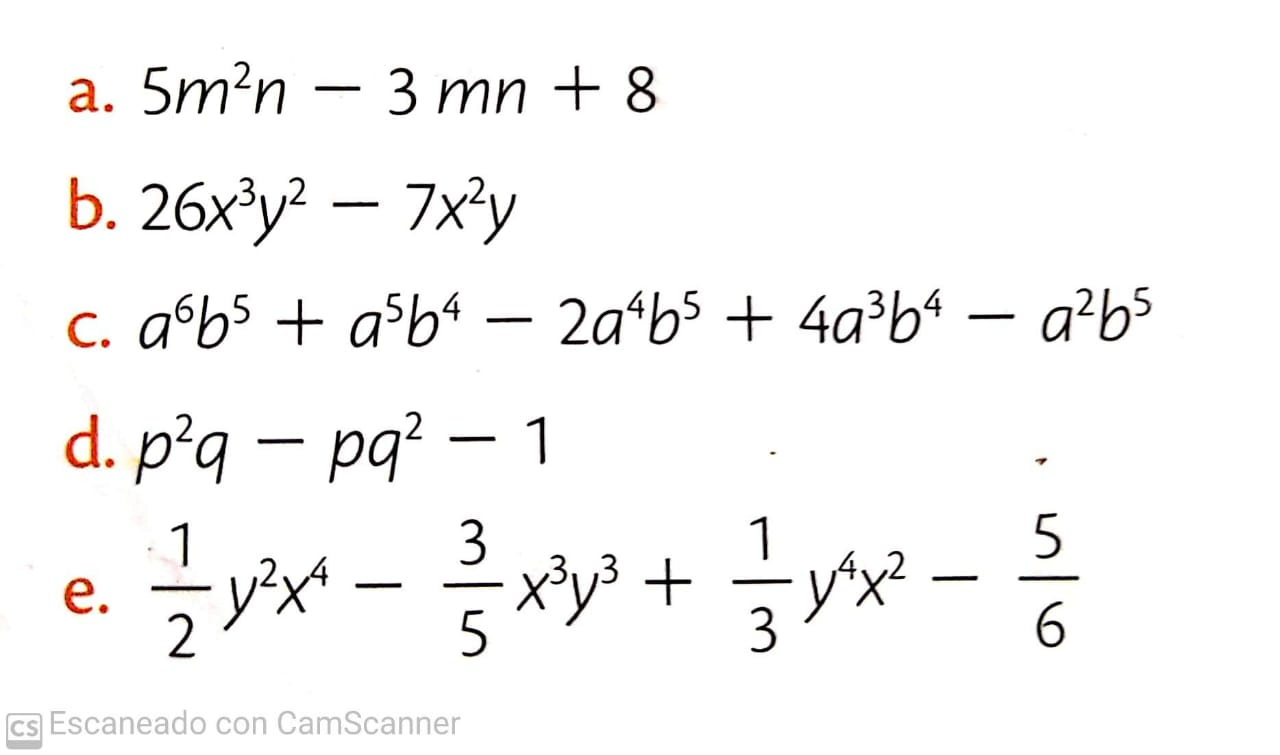 a. 5m²n − 3 mn + 8
b. 26x³y² − 7x²y
c. a⁶b⁵ + a⁵b⁴ − 2a⁴b⁵ + 4a³b⁴ − a²b⁵
d. p²q − pq² − 1
e. 1/2 y²x⁴ − 3/5 x³y³ + 1/3 y⁴x² − 5/6
CS Escaneado con CamScanner